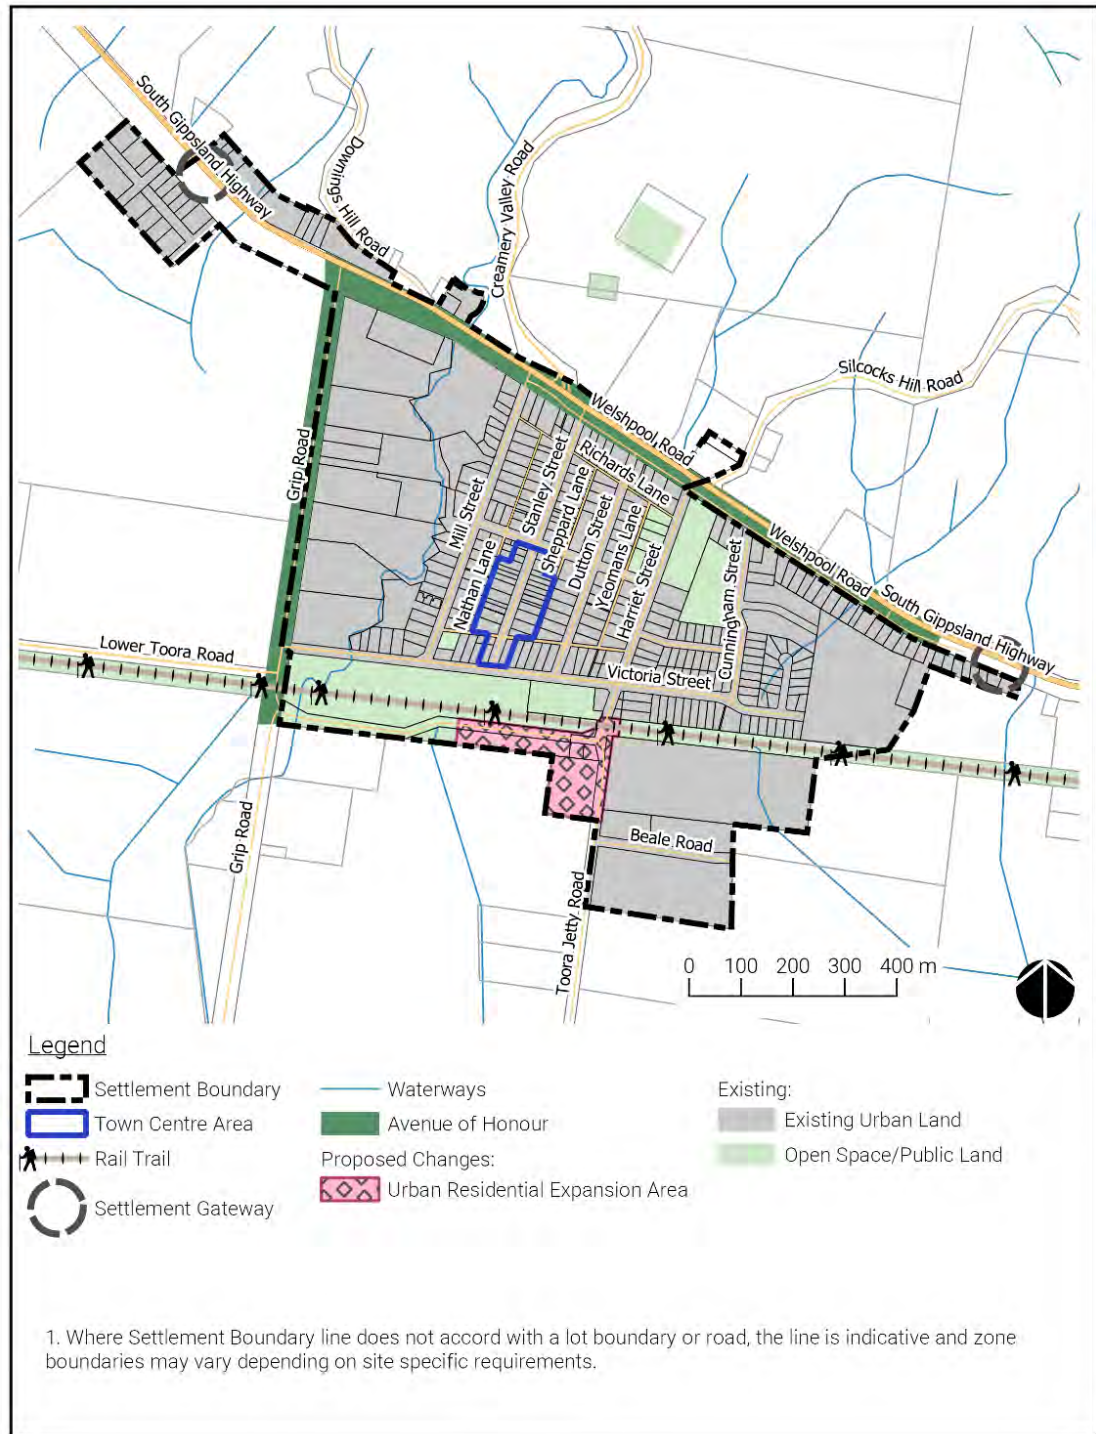 South Gippsland Highway
Downings Hill Road
Creamery Valley Road
Silcocks Hill Road
Welshpool Road
Richards Lane
Grip Road
Mill Street
Stanley Street
Sheppard Lane
Nathan Lane
Dutton Street
Yeomans Lane
Harriet Street
Cunningham Street
Welshpool Road
South Gippsland Highway
Lower Toora Road
Victoria Street
Grip Road
Beale Road
Toora Jetty Road
0 100 200 300 400 m
Legend
Settlement Boundary
Town Centre Area
Rail Trail
Settlement Gateway
Waterways
Avenue of Honour
Proposed Changes:
Urban Residential Expansion Area
Existing:
Existing Urban Land
Open Space/Public Land
1. Where Settlement Boundary line does not accord with a lot boundary or road, the line is indicative and zone
boundaries may vary depending on site specific requirements.